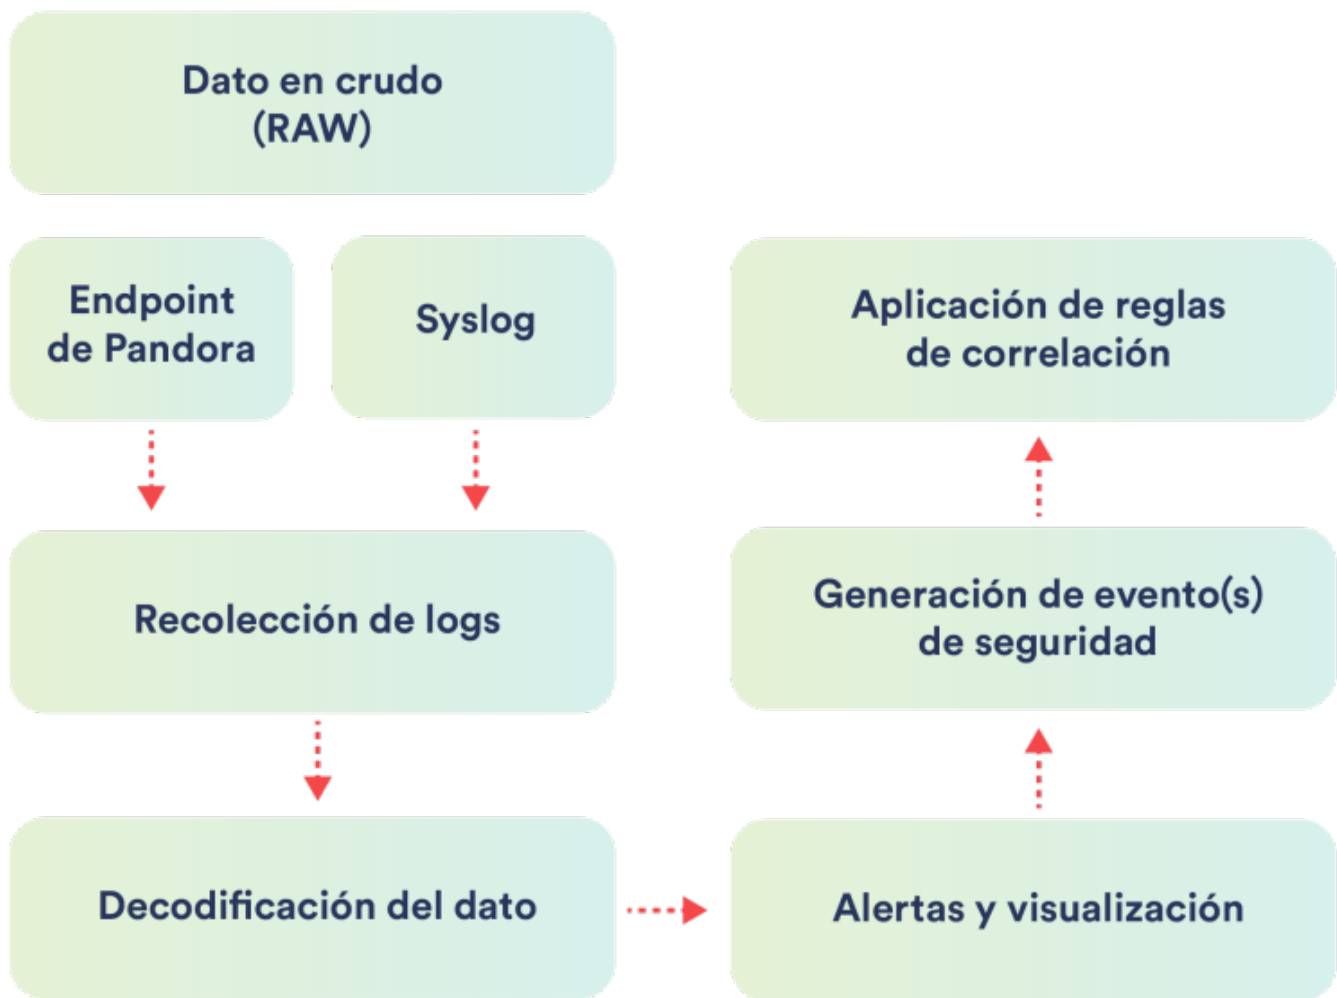 Dato en crudo
(RAW)
Endpoint
de Pandora
Syslog
Recolección de logs
Decodificación del dato
Alertas y visualización
Generación de evento(s)
de seguridad
Aplicación de reglas
de correlación